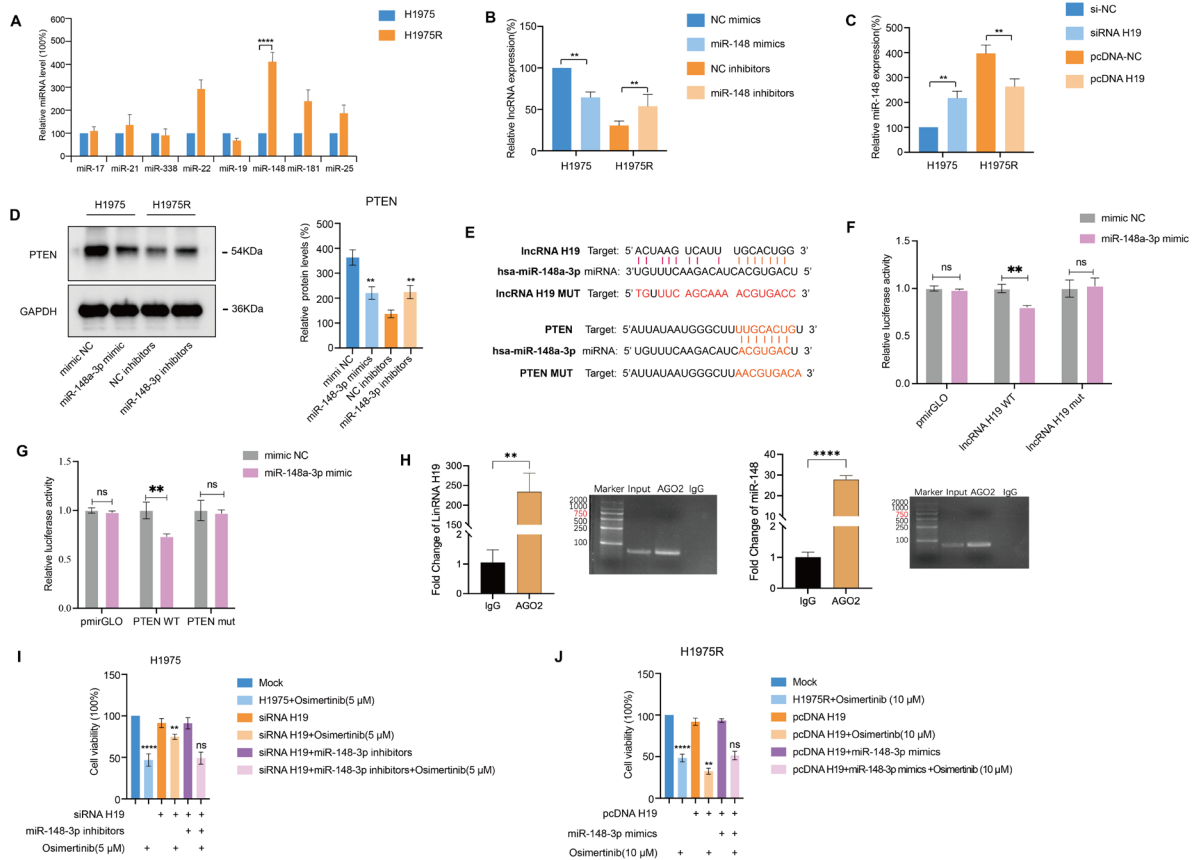 A
Relative miRNA level (100%)
500
400
300
200
100
0
miR-17
miR-21
miR-338
miR-22
miR-19
miR-148
miR-181
miR-25
****
H1975
H1975R
B
Relative lncRNA expression(%)
150
100
50
0
**
**
H1975
H1975R
NC mimics
miR-148 mimics
NC inhibitors
miR-148 inhibitors
C
Relative miR-148 expression(%)
500
400
300
200
100
0
**
**
H1975
H1975R
si-NC
siRNA H19
pcDNA-NC
pcDNA H19
D
H1975 H1975R
PTEN
54KDa
GAPDH
36KDa
mimic NC
miR-148a-3p mimic
NC inhibitors
miR-148-3p inhibitors
PTEN
Relative protein levels (%)
500
400
300
200
100
0
**
**
mimi NC
miR-148-3p mimics
NC inhibitors
miR-148-3p inhibitors
E
lncRNA H19 Target: 5′ ACUAAG UCAUU UGCACUGG 3′
hsa-miR-148a-3p miRNA: 3′UGUUUCAAGACAUCACGUGACU 5′
lncRNA H19 MUT Target: 5′ TGUUUC AGCAAA ACGUGACC 3′
PTEN Target: 5′AUUAUAAUGGGCUUUUGCACUGU 3′
hsa-miR-148a-3p miRNA: 5′UGUUUCAAGACAUCACGUGACU 3′
PTEN MUT Target: 5′AUUAUAAUGGGCUUAACGUGACA 3′
F
Relative luciferase activity
1.5
1.0
0.5
0.0
ns
**
ns
pmirGLO
lncRNA H19 WT
lncRNA H19 mut
mimic NC
miR-148a-3p mimic
G
Relative luciferase activity
1.5
1.0
0.5
0.0
ns
**
ns
pmirGLO
PTEN WT
PTEN mut
mimic NC
miR-148a-3p mimic
H
Fold Change of LinRNA H19
300
250
200
150
2
1
0
**
IgG
AGO2
Marker Input AGO2 IgG
2000
1000
750
500
250
100
Fold Change of miR-148
40
30
20
10
2
1
0
****
IgG
AGO2
Marker Input AGO2 IgG
2000
1000
750
500
250
100
I
H1975
Cell viability (100%)
150
100
50
0
****
**
ns
siRNA H19 + + + +
miR-148-3p inhibitors + +
Osimertinib(5 μM) + + +
Mock
H1975+Osimertinib(5 μM)
siRNA H19
siRNA H19+Osimertinib(5 μM)
siRNA H19+miR-148-3p inhibitors
siRNA H19+miR-148-3p inhibitors+Osimertinib(5 μM)
J
H1975R
Cell viability (100%)
150
100
50
0
****
**
ns
pcDNA H19 + + + +
miR-148-3p mimics + +
Osimertinib(10 μM) + + +
Mock
H1975R+Osimertinib (10 μM)
pcDNA H19
pcDNA H19+Osimertinib(10 μM)
pcDNA H19+miR-148-3p mimics
pcDNA H19+miR-148-3p mimics +Osimertinib (10 μM)